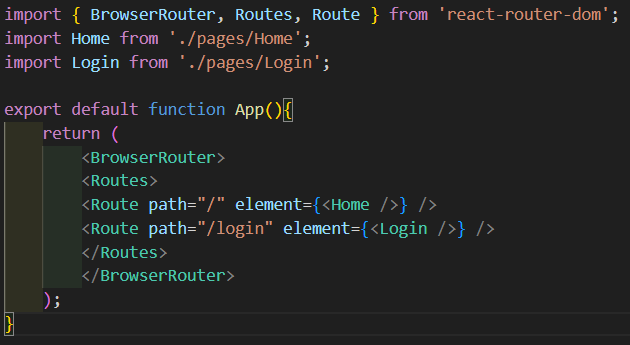 import { BrowserRouter, Routes, Route } from 'react-router-dom';
import Home from './pages/Home';
import Login from './pages/Login';

export default function App(){
    return (
        <BrowserRouter>
        <Routes>
        <Route path="/" element={<Home />} />
        <Route path="/login" element={<Login />} />
        </Routes>
        </BrowserRouter>
    );
}